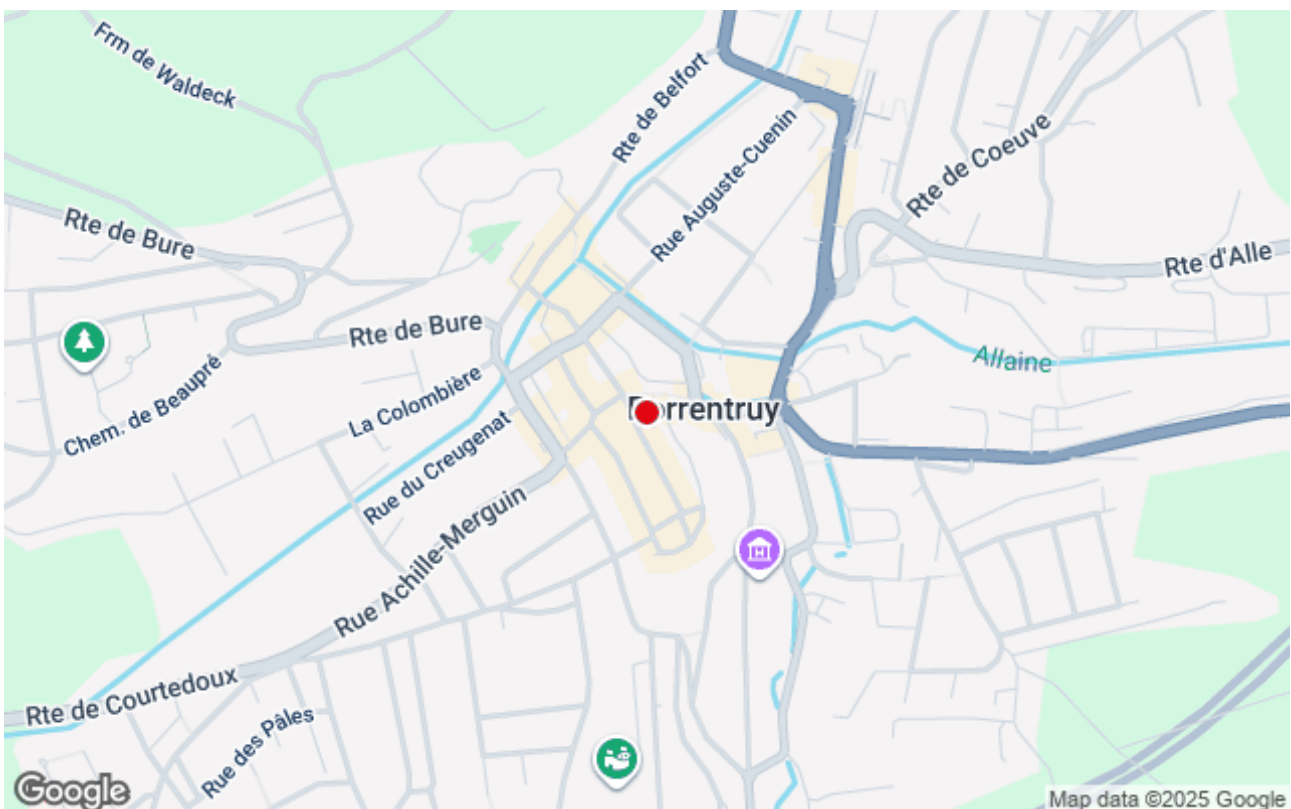 Frm de Waldeck
Rte de Belfort
Rue Auguste-Cuenin
Rte de Coeuve
Rte de Bure
Rte d'Alle
Rte de Bure
Allaine
Chem. de Beaupré
La Colombière
Rue du Creugenat
Porrentruy
Rue Achille-Merguin
Rte de Courtedoux
Rue des Pâles
Google
Map data ©2025 Google